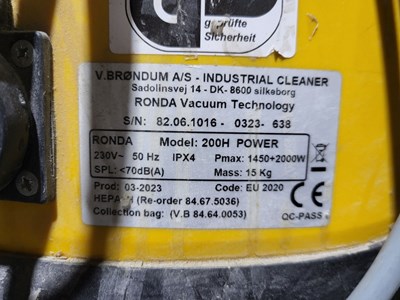 geprüfte
Sicherheit
V.BRØNDUM A/S - INDUSTRIAL CLEANER
Sadolinsvej 14 - DK- 8600 silkeborg
RONDA Vacuum Technology
S/N: 82.06.1016 - 0323- 638
RONDA Model: 200H POWER
230V~ 50 Hz IPX4 Pmax: 1450+2000W
SPL: <70dB(A) Mass: 15 Kg
Prod: 03-2023 Code: EU 2020
(Re-order 84.67.5036)
Collection bag: (V.B 84.64.0053)
CE
QC-PASS